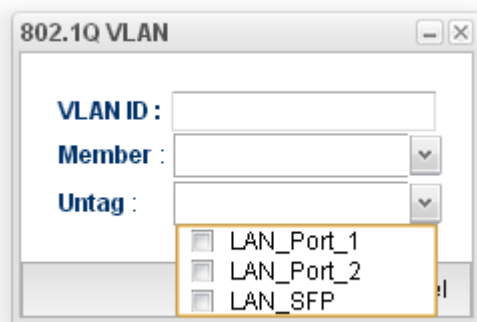 802.1Q VLAN
VLAN ID :
Member :
Untag :
LAN_Port_1
LAN_Port_2
LAN_SFP